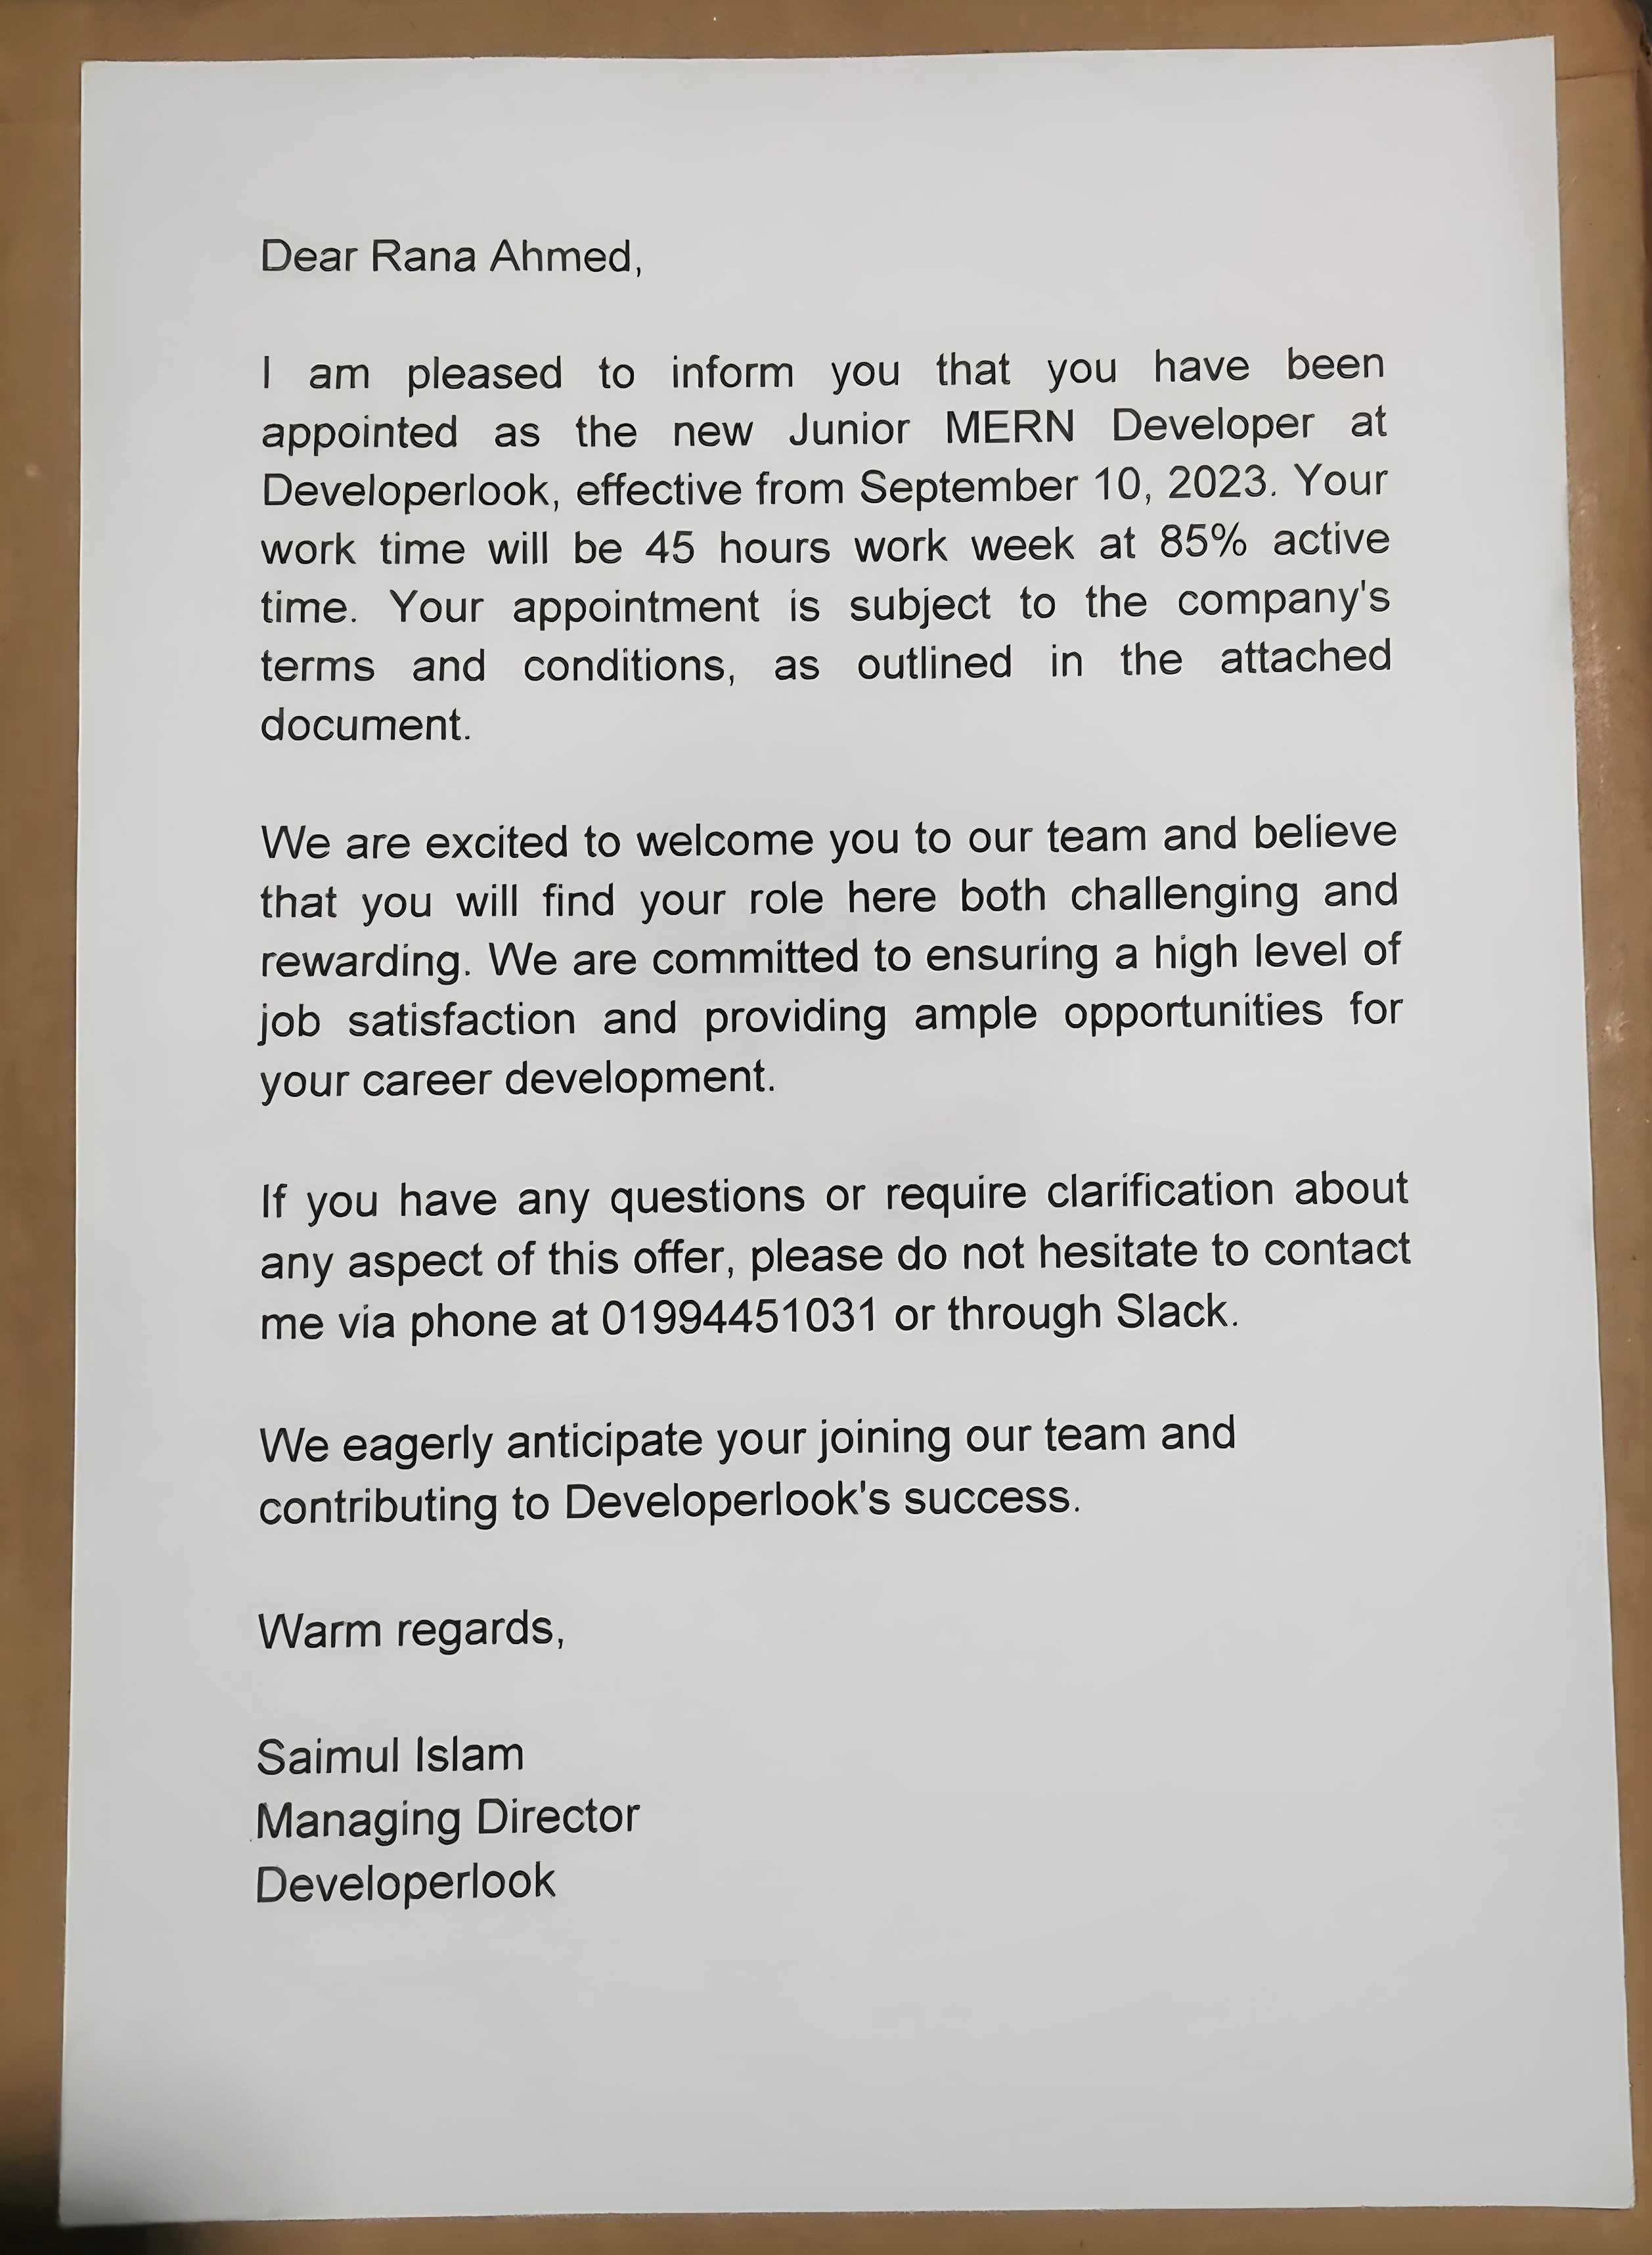 Dear Rana Ahmed,
I am pleased to inform you that you have been
appointed as the new Junior MERN Developer at
Developerlook, effective from September 10, 2023. Your
work time will be 45 hours work week at 85% active
time. Your appointment is subject to the company's
terms and conditions, as outlined in the attached
document.
We are excited to welcome you to our team and believe
that you will find your role here both challenging and
rewarding. We are committed to ensuring a high level of
job satisfaction and providing ample opportunities for
your career development.
If you have any questions or require clarification about
any aspect of this offer, please do not hesitate to contact
me via phone at 01994451031 or through Slack.
We eagerly anticipate your joining our team and
contributing to Developerlook's success.
Warm regards,
Saimul Islam
Managing Director
Developerlook